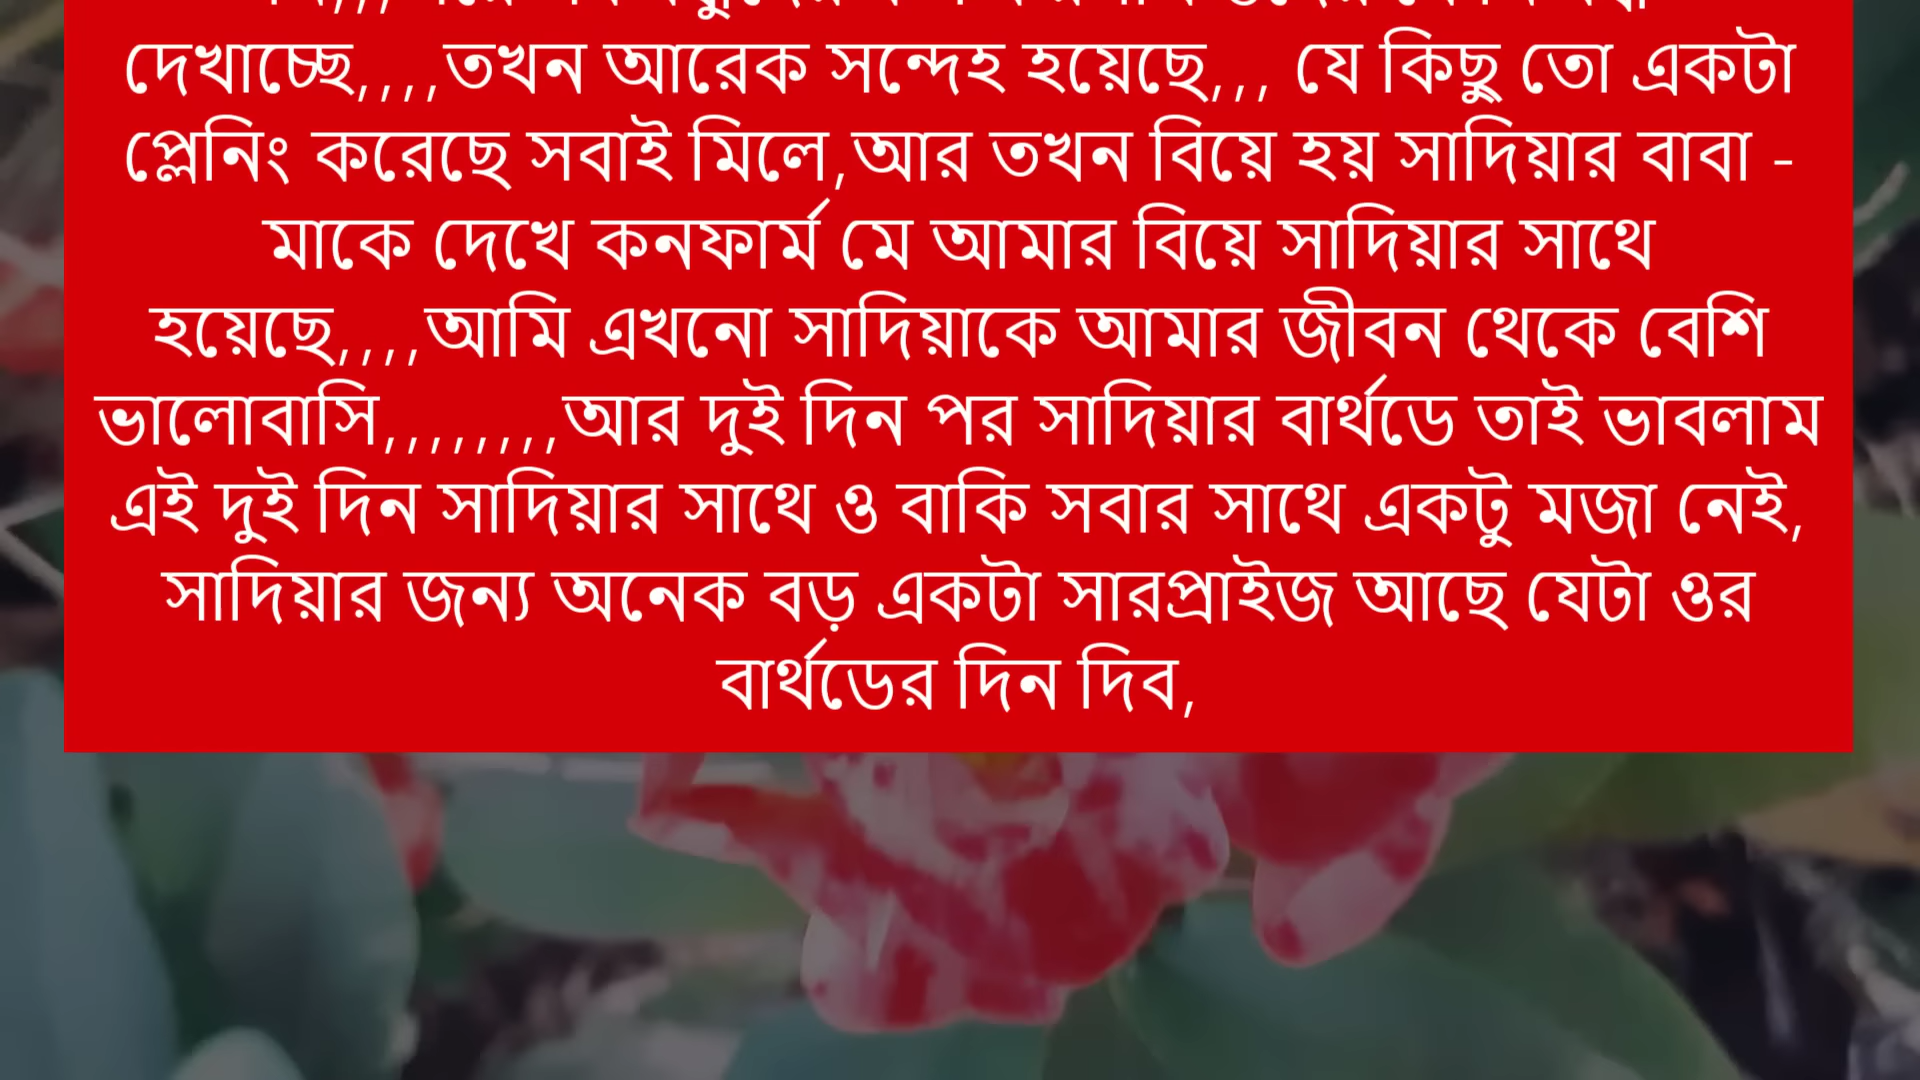 দেখাচ্ছে,,,,তখন আরেক সন্দেহ হয়েছে,,, যে কিছু তো একটা
প্লেনিং করেছে সবাই মিলে,আর তখন বিয়ে হয় সাদিয়ার বাবা -
মাকে দেখে কনফার্ম মে আমার বিয়ে সাদিয়ার সাথে
হয়েছে,,,,আমি এখনো সাদিয়াকে আমার জীবন থেকে বেশি
ভালোবাসি,,,,,,,,,আর দুই দিন পর সাদিয়ার বার্থডে তাই ভাবলাম
এই দুই দিন সাদিয়ার সাথে ও বাকি সবার সাথে একটু মজা নেই,
সাদিয়ার জন্য অনেক বড় একটা সারপ্রাইজ আছে যেটা ওর
বার্থডের দিন দিব,